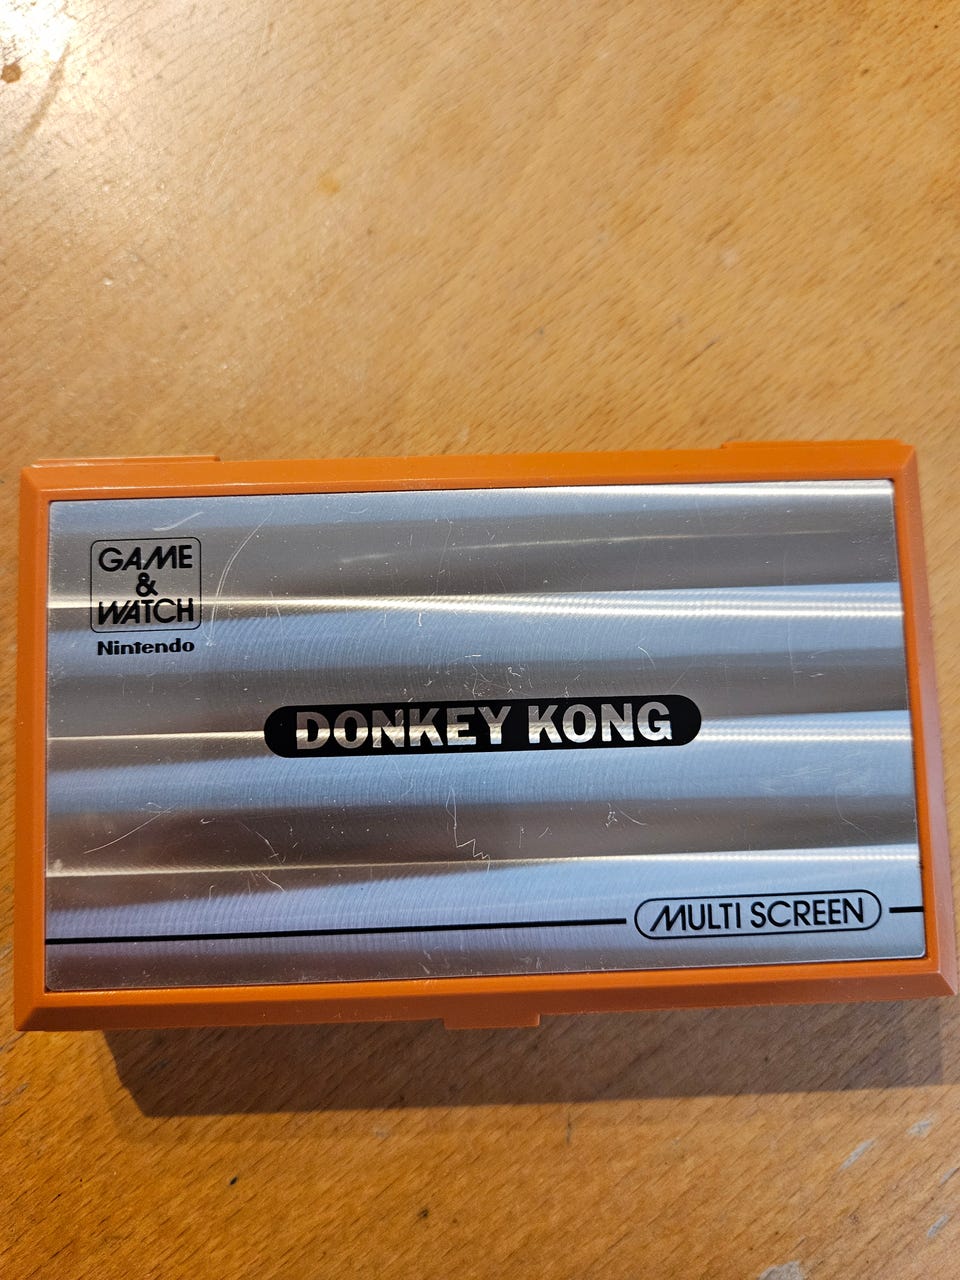 GAME
&
WATCH
Nintendo
DONKEY KONG
MULTI SCREEN